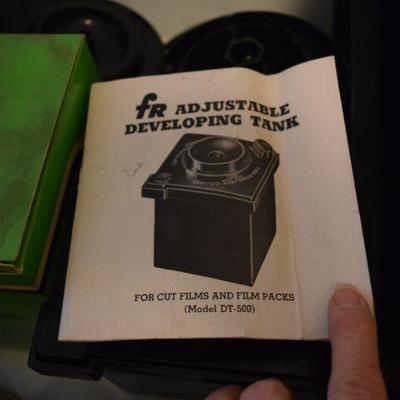 fR ADJUSTABLE
DEVELOPING TANK
FOR CUT FILMS AND FILM PACKS
(Model DT-500)